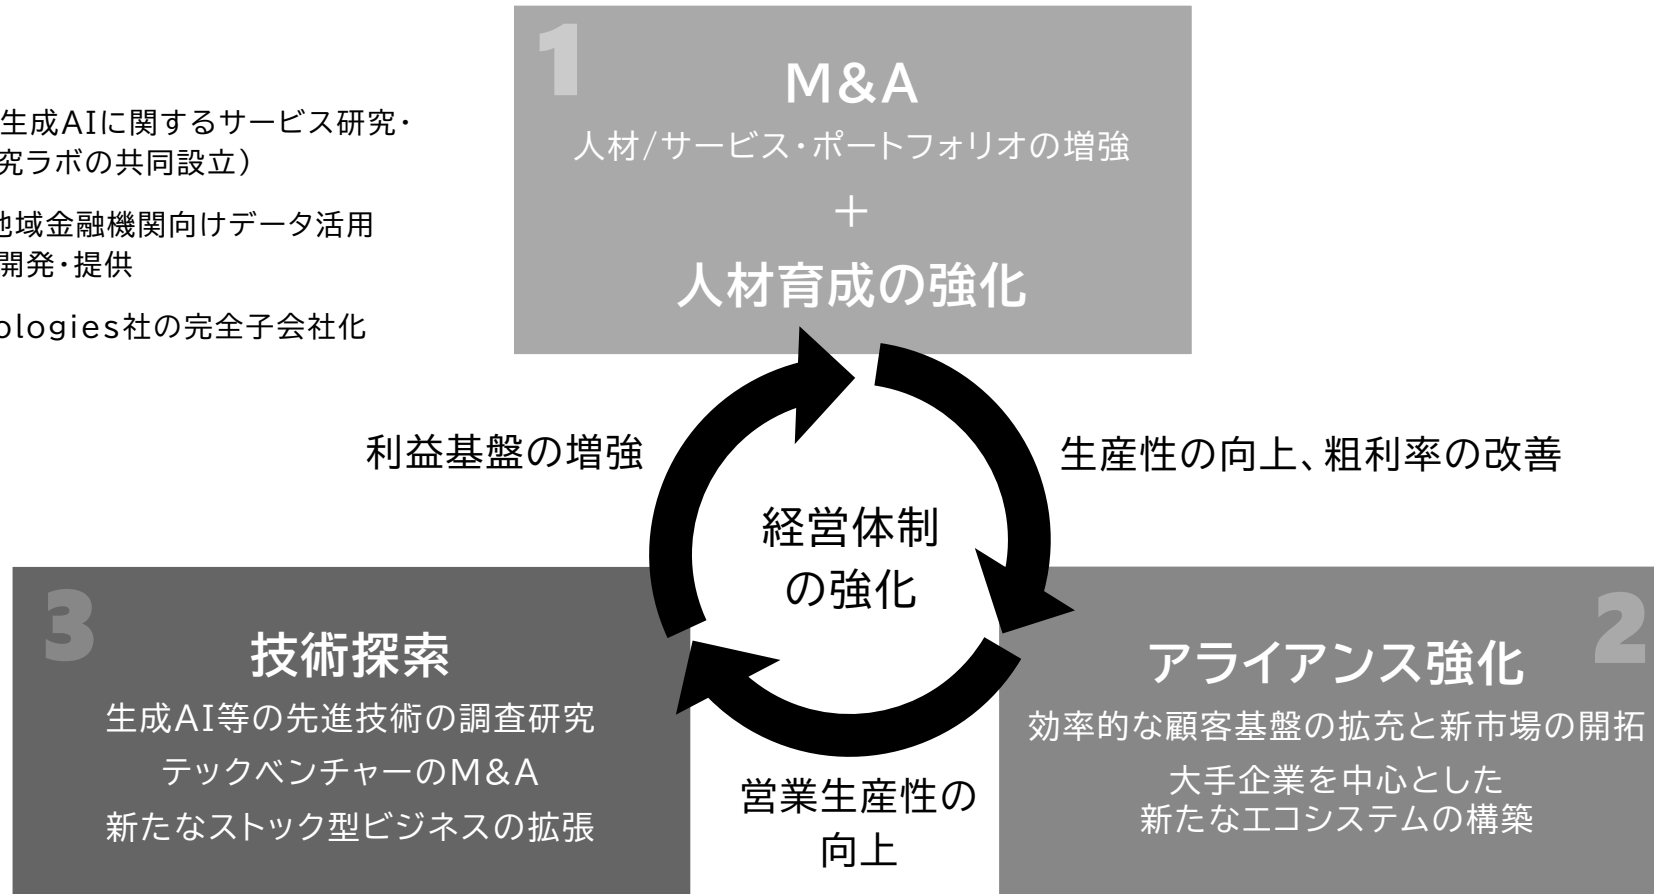 生成AIに関するサービス研究・
究ラボの共同設立）
域金融機関向けデータ活用
開発・提供
ologies社の完全子会社化
1
M&A
人材/サービス・ポートフォリオの増強
＋
人材育成の強化
利益基盤の増強
生産性の向上、粗利率の改善
経営体制
の強化
3
技術探索
生成AI等の先進技術の調査研究
テックベンチャーのM&A
新たなストック型ビジネスの拡張
2
アライアンス強化
効率的な顧客基盤の拡充と新市場の開拓
大手企業を中心とした
新たなエコシステムの構築
営業生産性の
向上